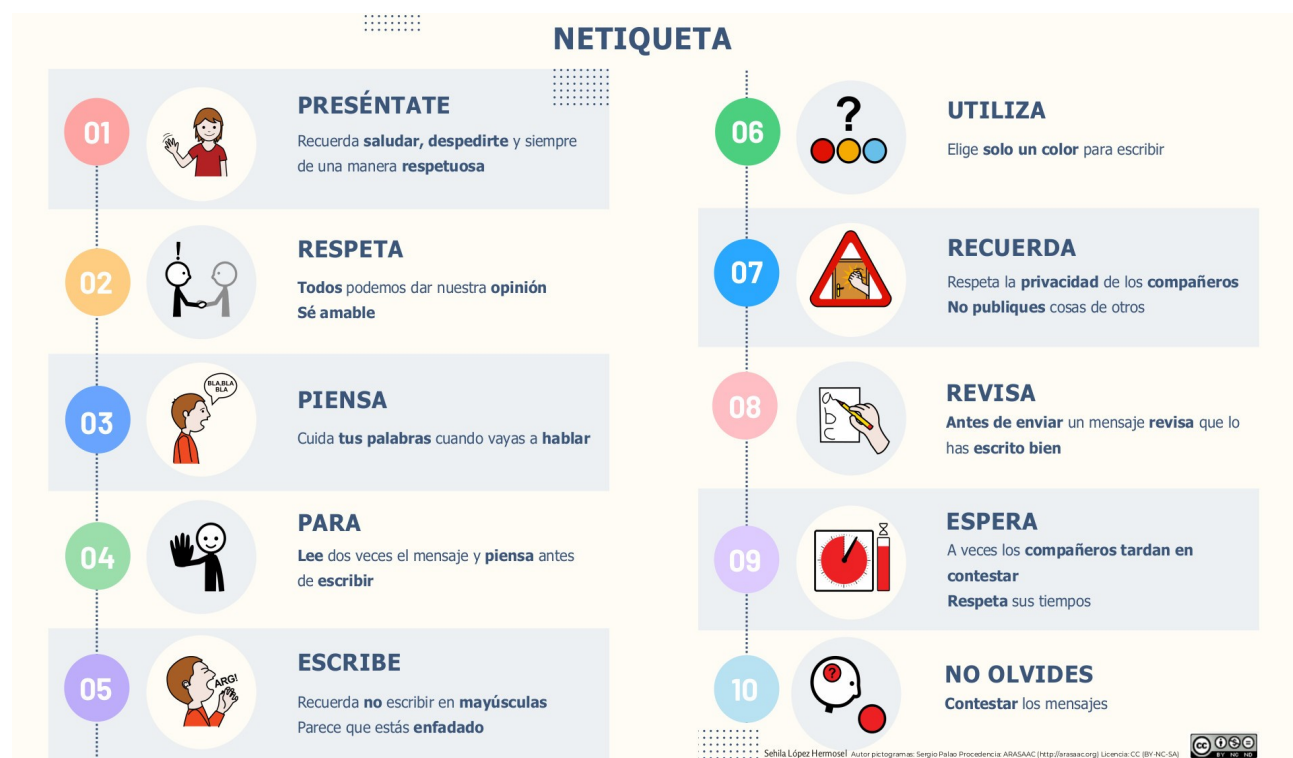 NETIQUETA
01
PRESÉNTATE
Recuerda saludar, despedirte y siempre
de una manera respetuosa
02
RESPETA
Todos podemos dar nuestra opinión
Sé amable
03
BLA,BLA
BLA
PIENSA
Cuida tus palabras cuando vayas a hablar
04
PARA
Lee dos veces el mensaje y piensa antes
de escribir
05
ARG!
ESCRIBE
Recuerda no escribir en mayúsculas
Parece que estás enfadado
06
?
UTILIZA
Elige solo un color para escribir
07
RECUERDA
Respeta la privacidad de los compañeros
No publiques cosas de otros
08
a
b
c
REVISA
Antes de enviar un mensaje revisa que lo
has escrito bien
09
ESPERA
A veces los compañeros tardan en
contestar
Respeta sus tiempos
10
?
NO OLVIDES
Contestar los mensajes
Sehila López Hermosel Autor pictogramas: Sergio Palao Procedencia: ARASAAC (http://arasaac.org) Licencia: CC (BY-NC-SA)
cc BY NC ND